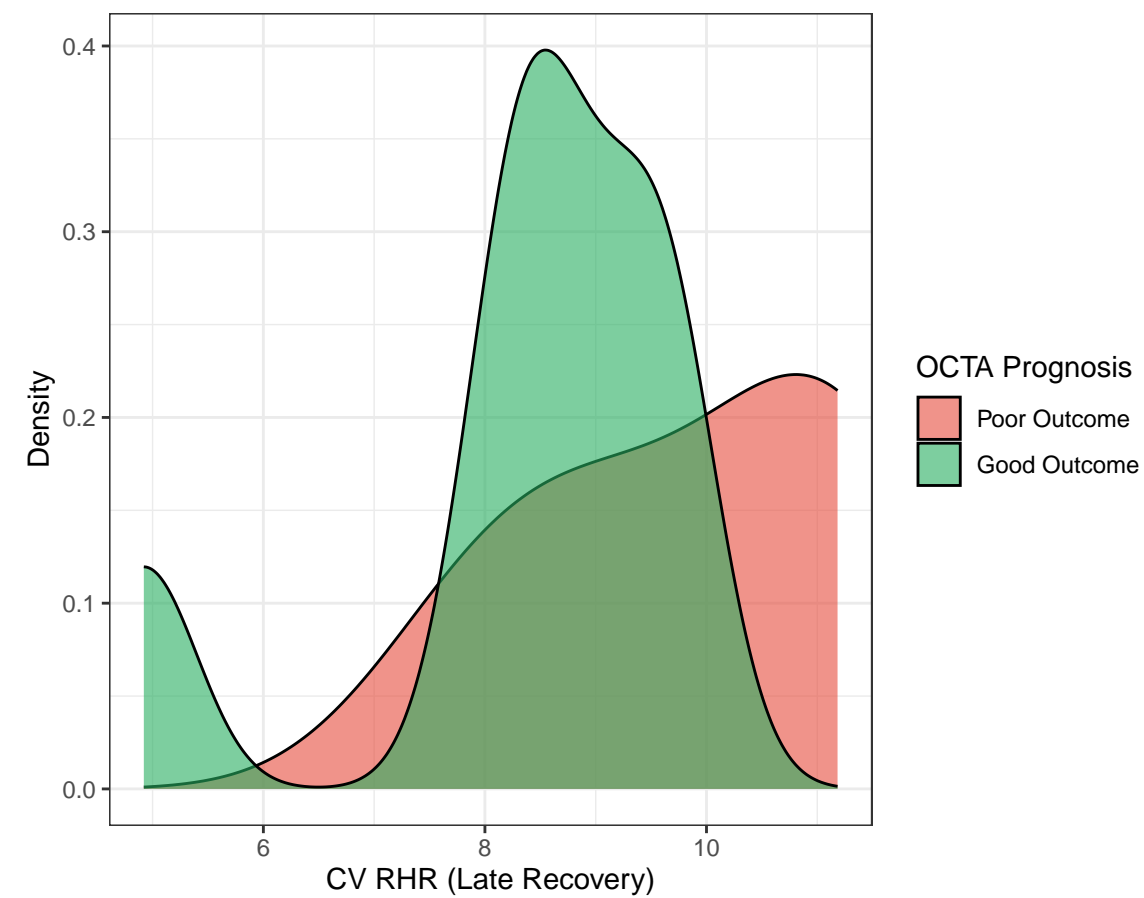 0.4
0.3
0.2
0.1
0.0
Density
6 8 10
CV RHR (Late Recovery)
OCTA Prognosis
Poor Outcome
Good Outcome